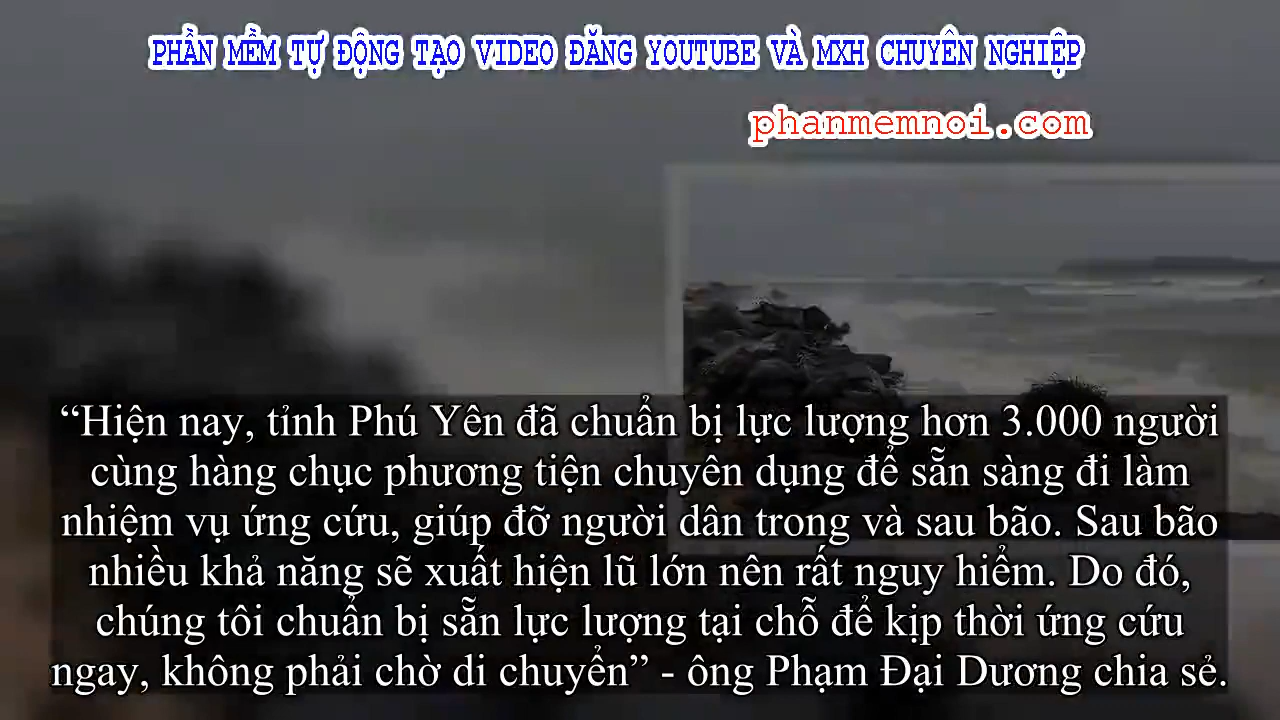 PHẦN MỀM TỰ ĐỘNG TẠO VIDEO ĐĂNG YOUTUBE VÀ MXH CHUYÊN NGHIỆP
phanmemnoi.com
“Hiện nay, tỉnh Phú Yên đã chuẩn bị lực lượng hơn 3.000 người
cùng hàng chục phương tiện chuyên dụng để sẵn sàng đi làm
nhiệm vụ ứng cứu, giúp đỡ người dân trong và sau bão. Sau bão
nhiều khả năng sẽ xuất hiện lũ lớn nên rất nguy hiểm. Do đó,
chúng tôi chuẩn bị sẵn lực lượng tại chỗ để kịp thời ứng cứu
ngay, không phải chờ di chuyển” - ông Phạm Đại Dương chia sẻ.